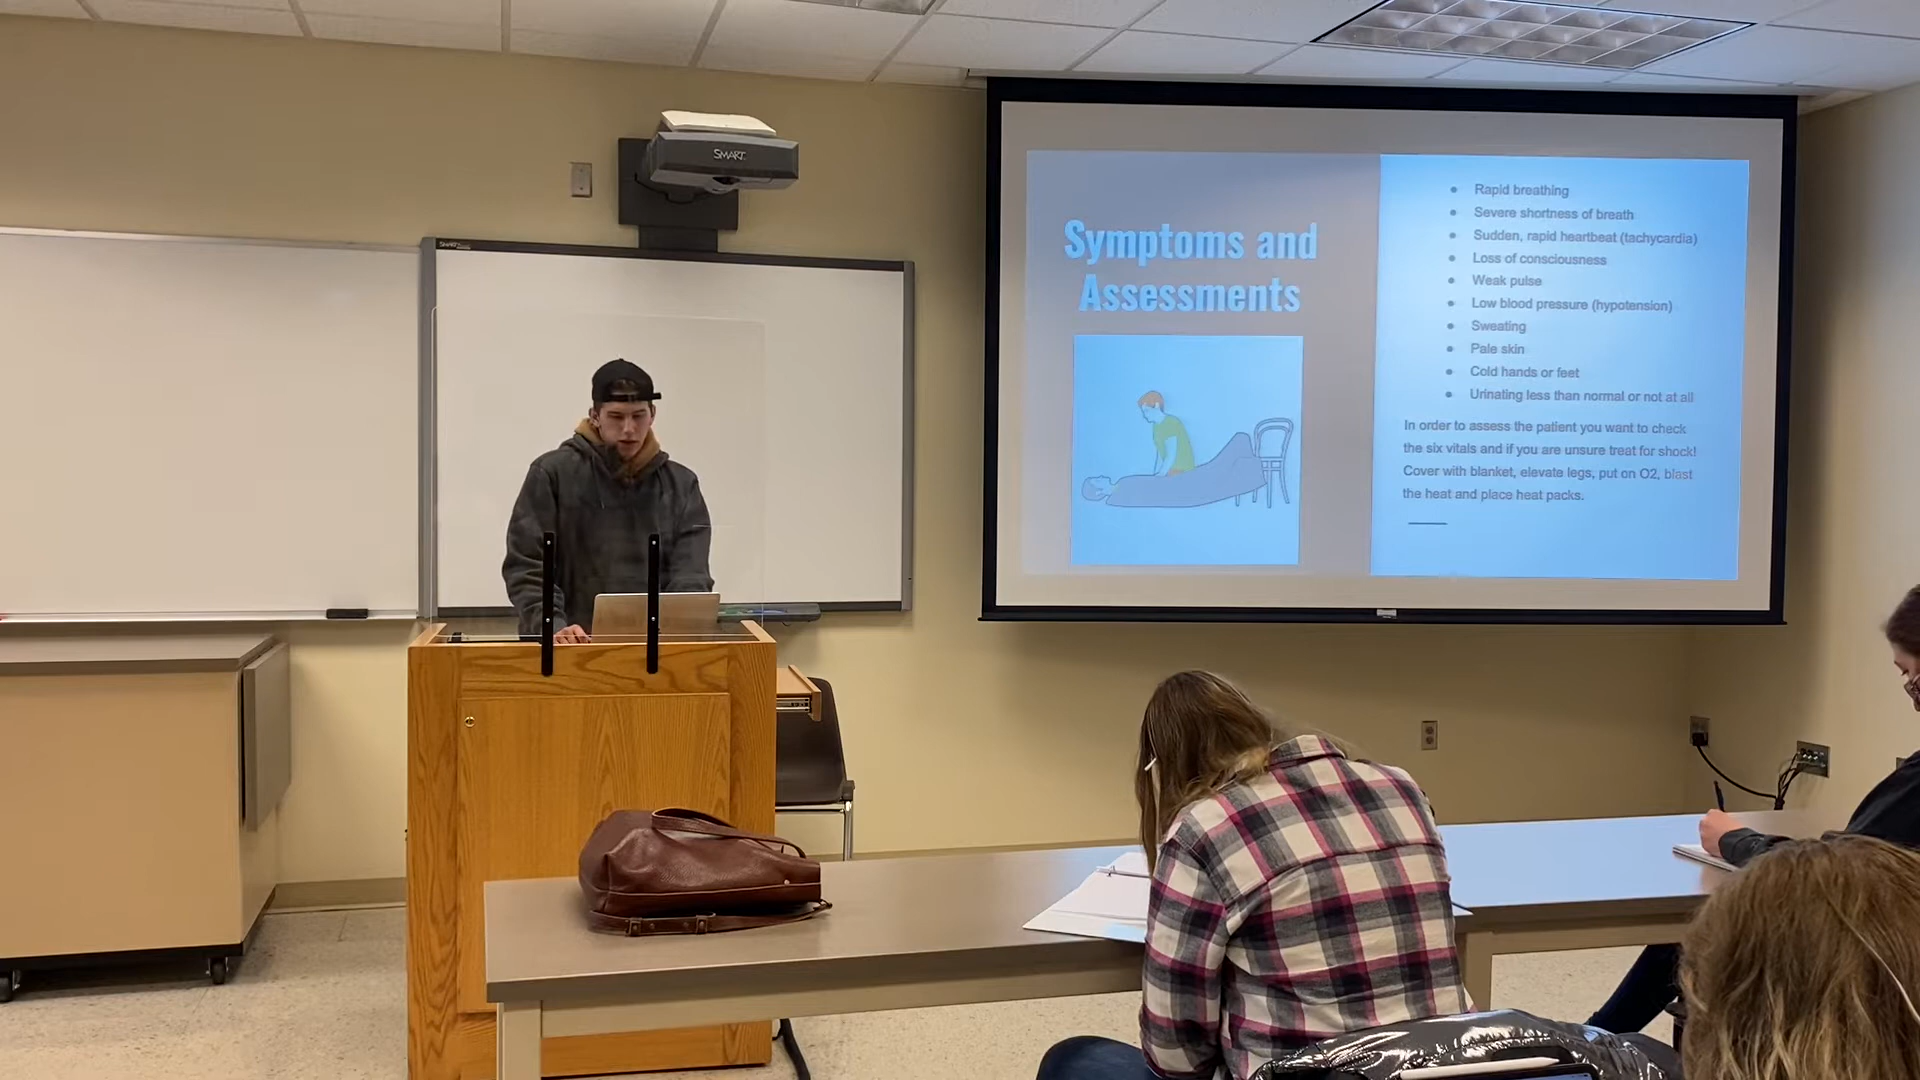 SMART
SMART
Symptoms and
Assessments
Rapid breathing
Severe shortness of breath
Sudden, rapid heartbeat (tachycardia)
Loss of consciousness
Weak pulse
Low blood pressure (hypotension)
Sweating
Pale skin
Cold hands or feet
Urinating less than normal or not at all
In order to assess the patient you want to check
the six vitals and if you are unsure treat for shock!
Cover with blanket, elevate legs, put on O2, blast
the heat and place heat packs.